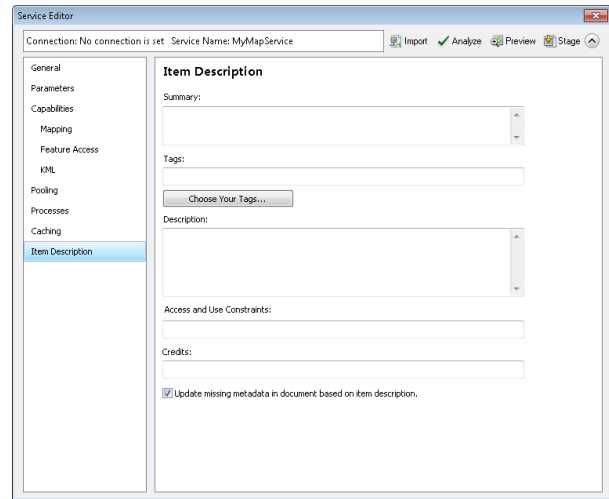 Service Editor
Connection: No connection is set Service Name: MyMapService
Import
Analyze
Preview
Stage
General
Parameters
Capabilities
Mapping
Feature Access
KML
Pooling
Processes
Caching
Item Description
Item Description
Summary:
Tags:
Choose Your Tags...
Description:
Access and Use Constraints:
Credits:
Update missing metadata in document based on item description.